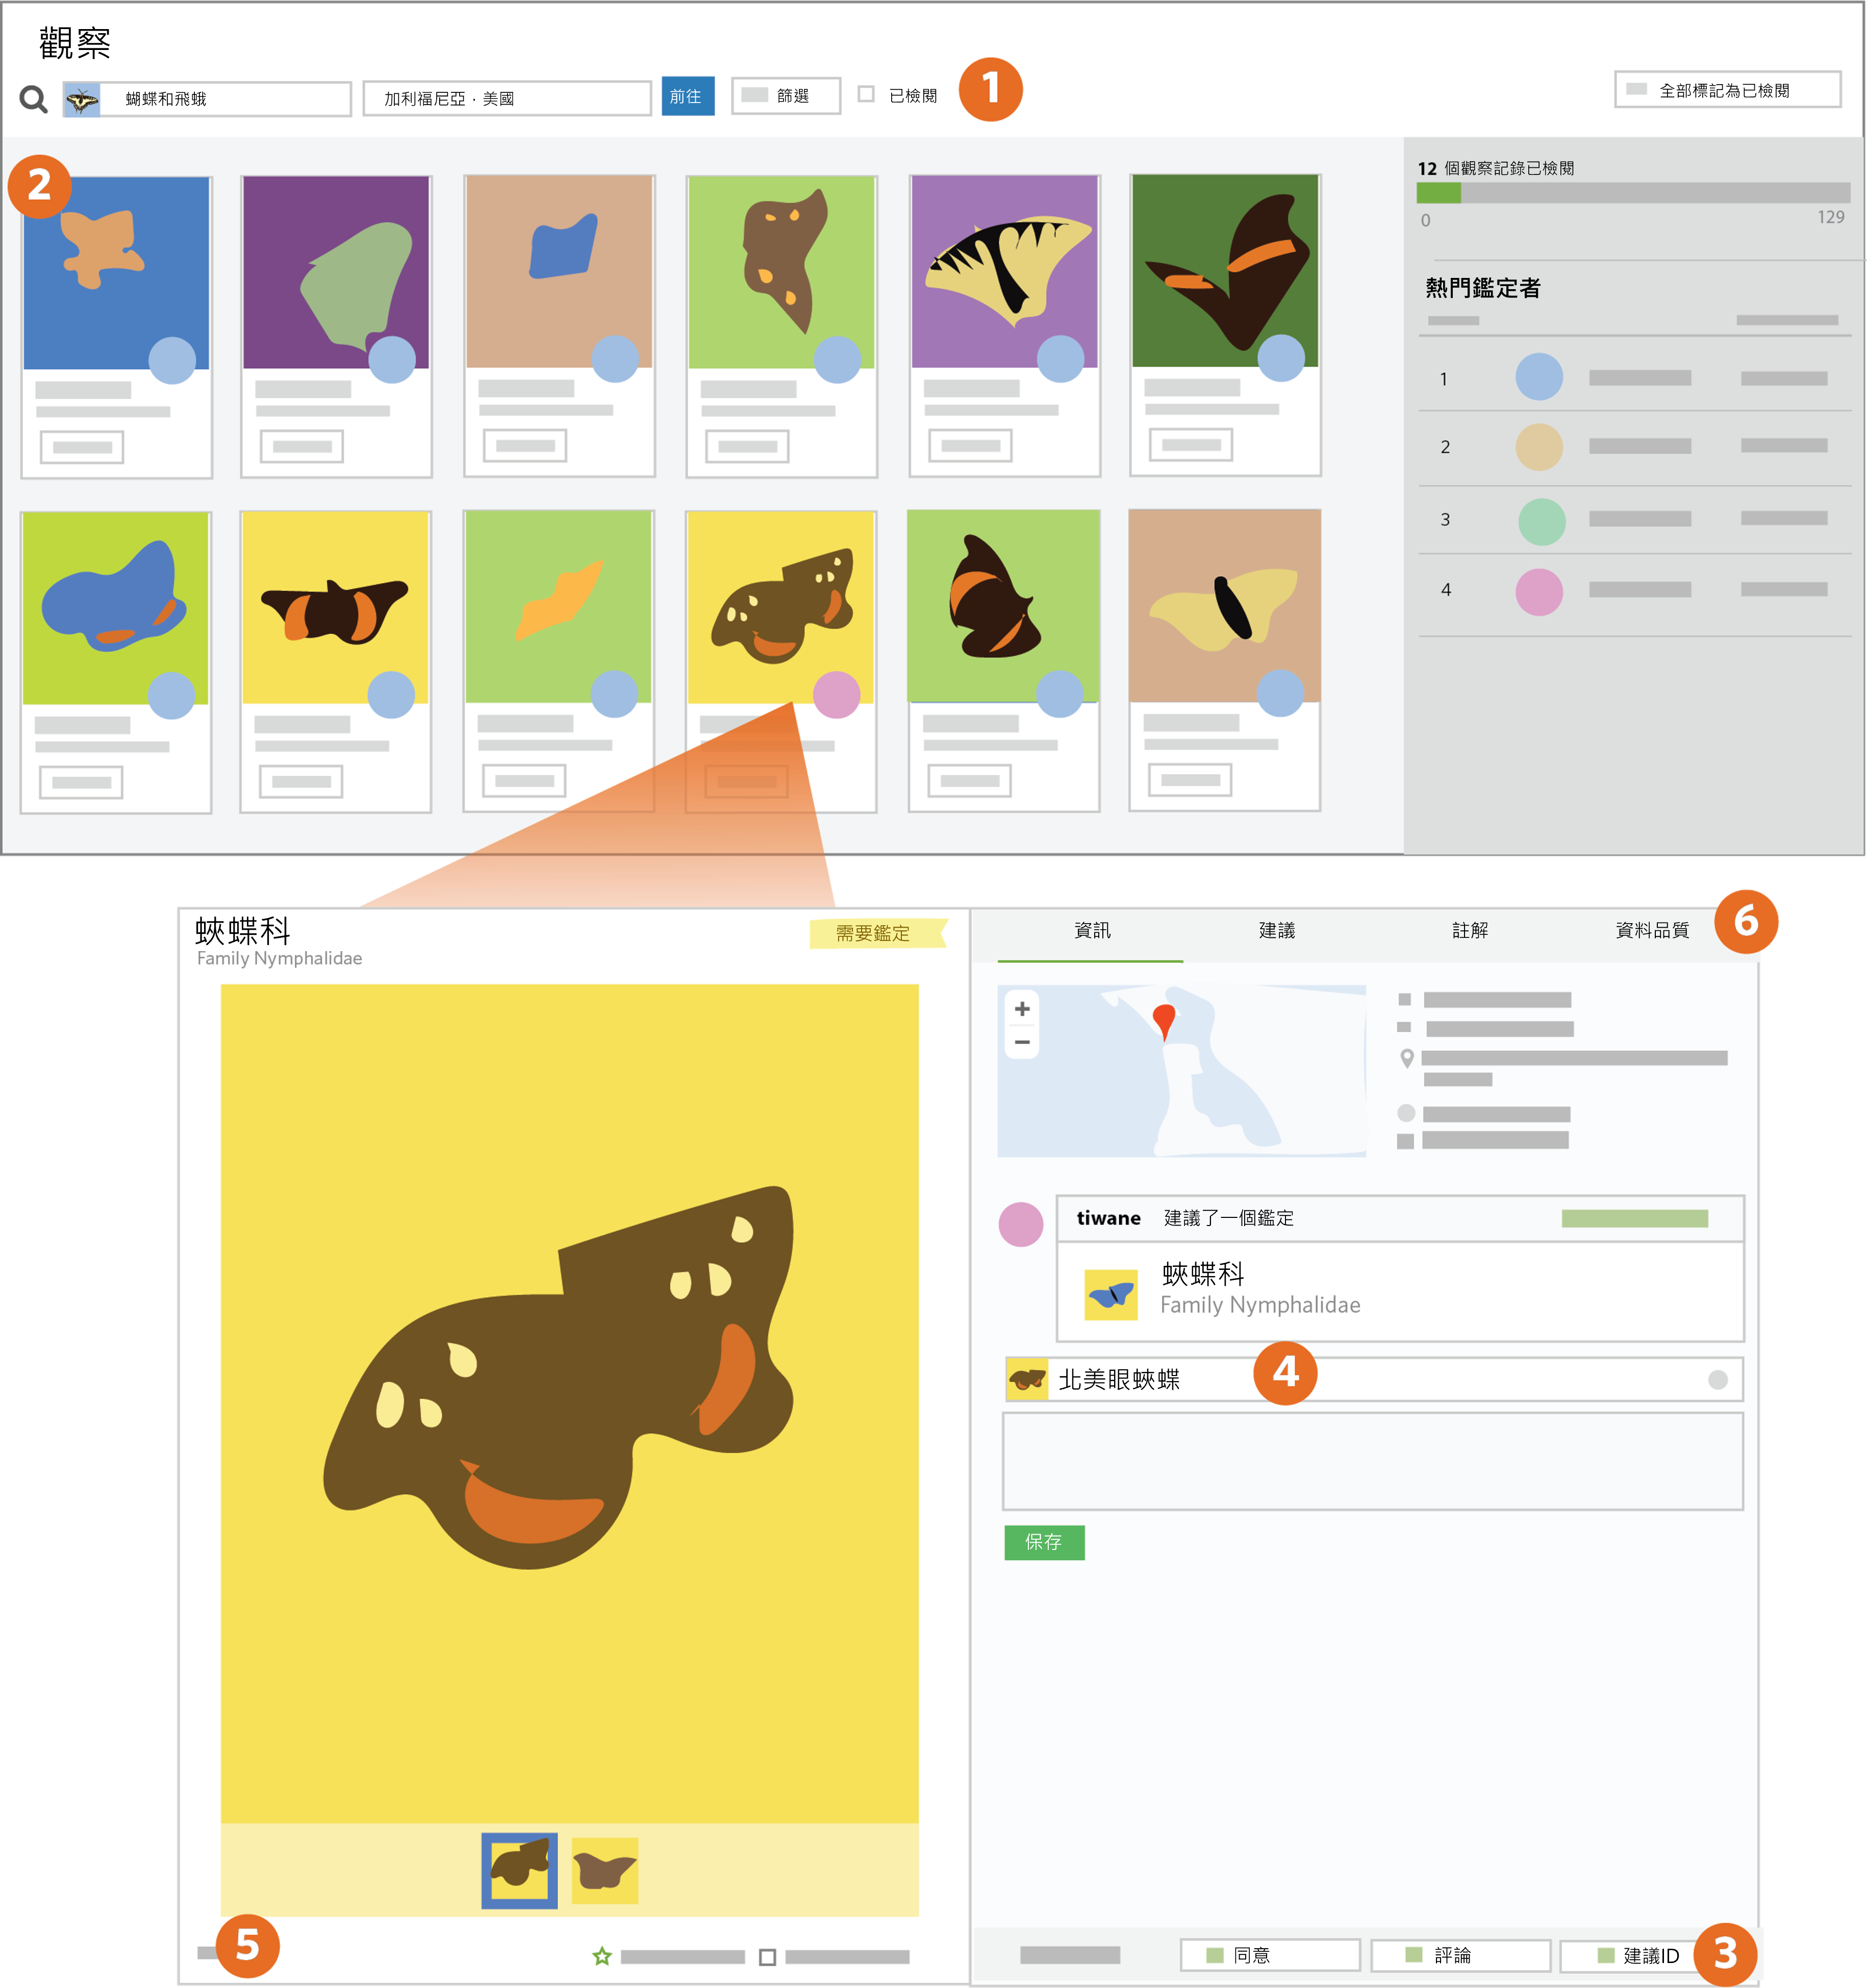 觀察
蝴蝶和飛蛾
加利福尼亞 · 美國
前往
篩選
已檢閱
1
全部標記為已檢閱
2
12 個觀察記錄已檢閱
0
129
熱門鑑定者
1
2
3
4
蛺蝶科
Family Nymphalidae
需要鑑定
資訊
建議
註解
資料品質
6
+
−
tiwane 建議了一個鑑定
蛺蝶科
Family Nymphalidae
北美眼蛺蝶
4
保存
5
同意
評論
建議ID
3